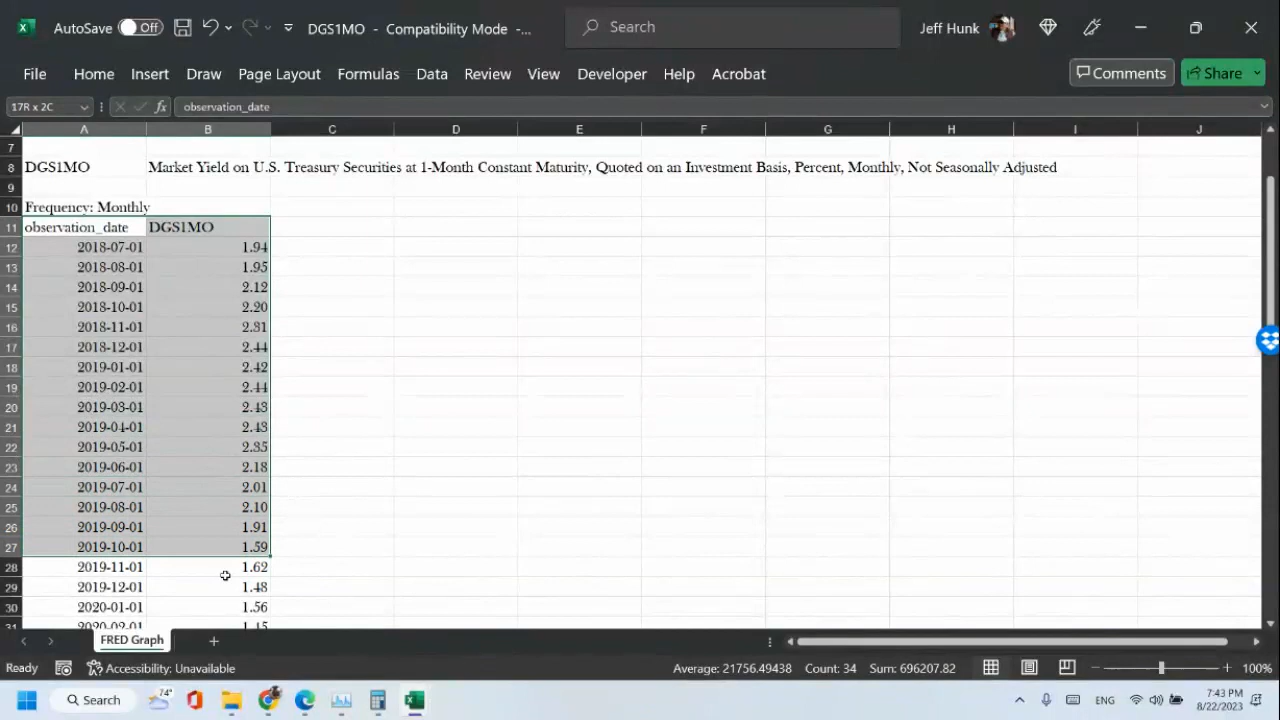 AutoSave Off DGS1MO - Compatibility Mode -... Search Jeff Hunk
File Home Insert Draw Page Layout Formulas Data Review View Developer Help Acrobat Comments Share
17R x 2C fx observation_date
A B C D E F G H I J
7
8 DGS1MO Market Yield on U.S. Treasury Securities at 1-Month Constant Maturity, Quoted on an Investment Basis, Percent, Monthly, Not Seasonally Adjusted
9
10 Frequency: Monthly
11 observation_date DGS1MO
12 2018-07-01 1.94
13 2018-08-01 1.95
14 2018-09-01 2.12
15 2018-10-01 2.20
16 2018-11-01 2.31
17 2018-12-01 2.44
18 2019-01-01 2.42
19 2019-02-01 2.44
20 2019-03-01 2.43
21 2019-04-01 2.43
22 2019-05-01 2.35
23 2019-06-01 2.18
24 2019-07-01 2.01
25 2019-08-01 2.10
26 2019-09-01 1.91
27 2019-10-01 1.59
28 2019-11-01 1.62
29 2019-12-01 1.48
30 2020-01-01 1.56
31 2020-02-01 1.45
FRED Graph
Ready Accessibility: Unavailable Average: 21756.49438 Count: 34 Sum: 696207.82 100%
Search 74° ENG 7:43 PM
8/22/2023